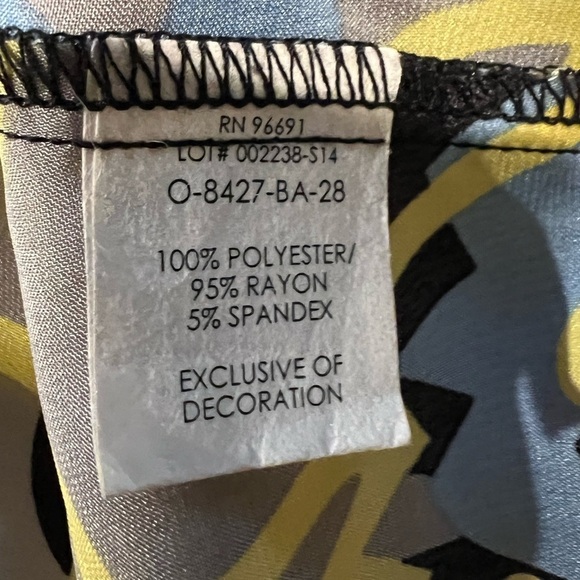 RN 96691
LOT# 002238-S14
O-8427-BA-28
100% POLYESTER/
95% RAYON
5% SPANDEX
EXCLUSIVE OF
DECORATION